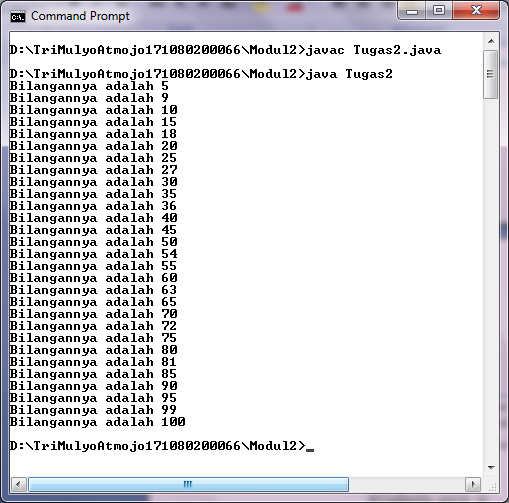 Command Prompt
D:\TriMulyoAtmojo171080200066\Modul2>javac Tugas2.java
D:\TriMulyoAtmojo171080200066\Modul2>java Tugas2
Bilangannya adalah 5
Bilangannya adalah 9
Bilangannya adalah 10
Bilangannya adalah 15
Bilangannya adalah 18
Bilangannya adalah 20
Bilangannya adalah 25
Bilangannya adalah 27
Bilangannya adalah 30
Bilangannya adalah 35
Bilangannya adalah 36
Bilangannya adalah 40
Bilangannya adalah 45
Bilangannya adalah 50
Bilangannya adalah 54
Bilangannya adalah 55
Bilangannya adalah 60
Bilangannya adalah 63
Bilangannya adalah 65
Bilangannya adalah 70
Bilangannya adalah 72
Bilangannya adalah 75
Bilangannya adalah 80
Bilangannya adalah 81
Bilangannya adalah 85
Bilangannya adalah 90
Bilangannya adalah 95
Bilangannya adalah 99
Bilangannya adalah 100
D:\TriMulyoAtmojo171080200066\Modul2>_